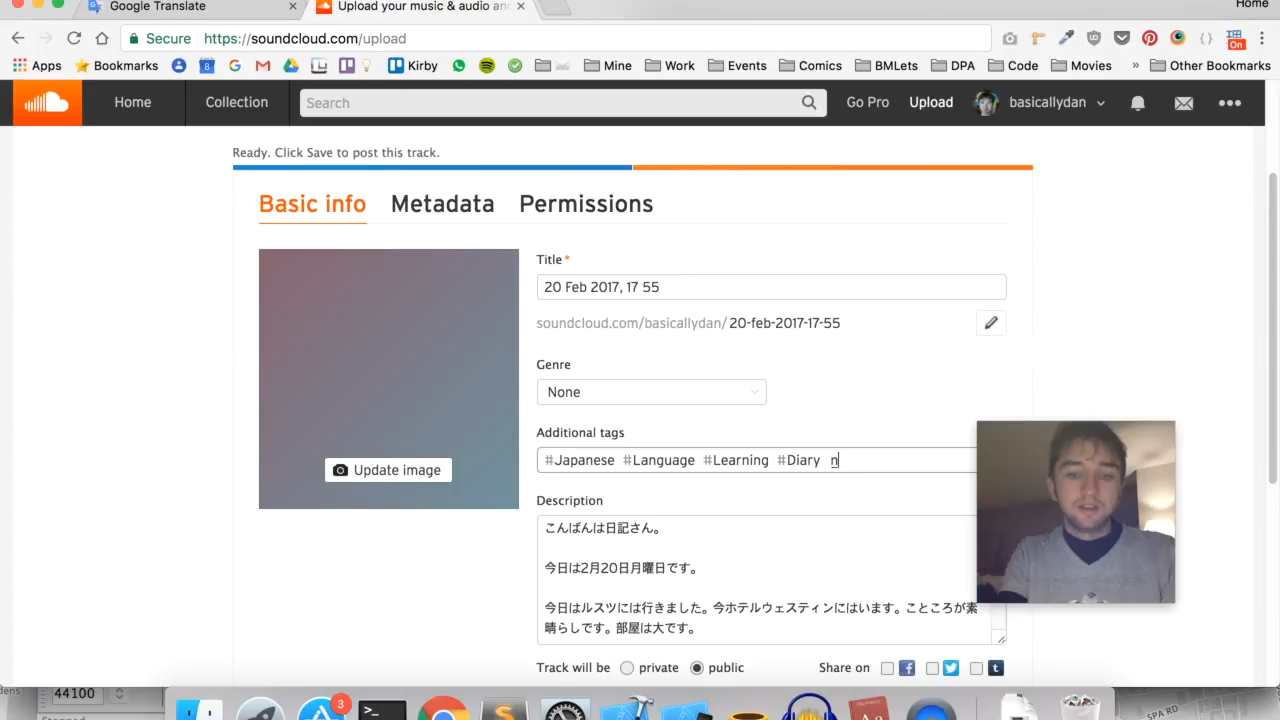 Google Translate
Upload your music & audio an
Home
Secure https://soundcloud.com/upload
On
Apps Bookmarks Kirby Mine Work Events Comics BMLets DPA Code Movies » Other Bookmarks
Home Collection Search Go Pro Upload basicallydan
Ready. Click Save to post this track.
Basic info Metadata Permissions
Title*
20 Feb 2017, 17 55
soundcloud.com/basicallydan/ 20-feb-2017-17-55
Genre
None
Additional tags
#Japanese #Language #Learning #Diary n
Update image
Description
こんばんは日記さん。
今日は2月20日月曜日です。
今日はルスツには行きました。今ホテルウェスティンにはいます。こところが素
晴らしです。部屋は大です。
Track will be private public Share on
44100
3
SPA RD